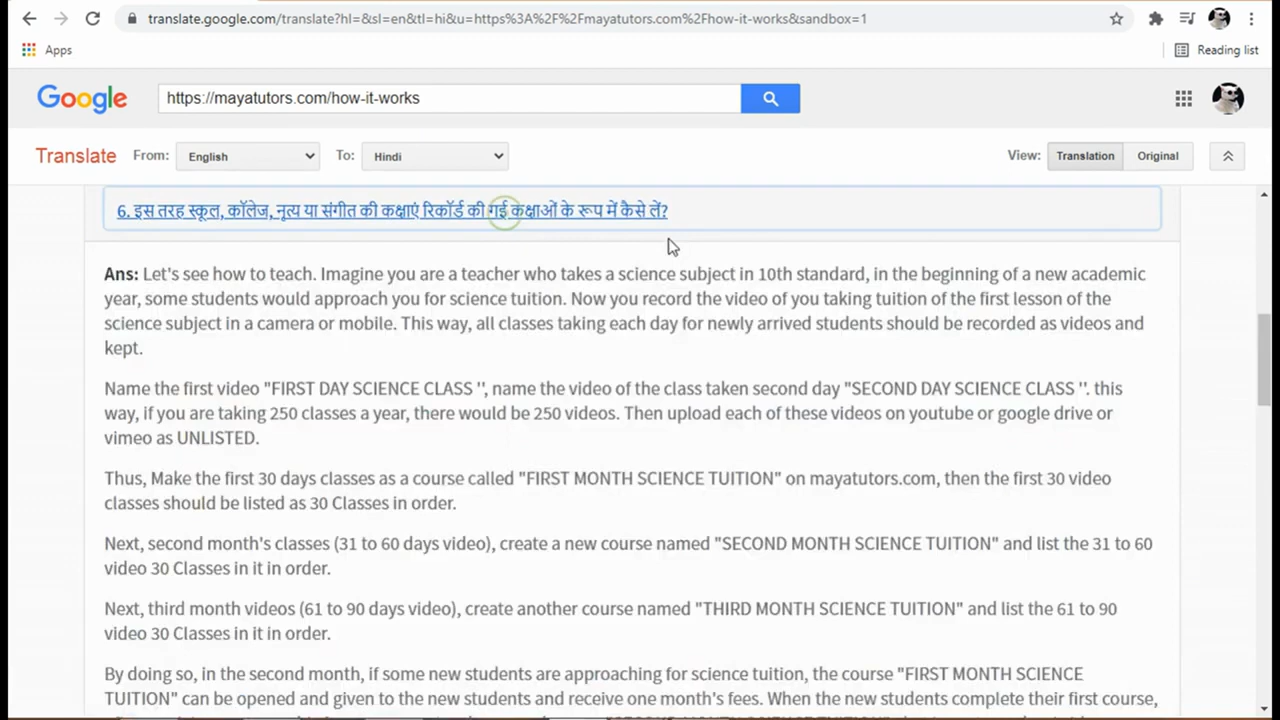 translate.google.com/translate?hl=&sl=en&tl=hi&u=https%3A%2F%2Fmayatutors.com%2Fhow-it-works&sandbox=1
Apps
Reading list
Google
https://mayatutors.com/how-it-works
Translate From: English To: Hindi View: Translation Original
6. इस तरह स्कूल, कॉलेज, नृत्य या संगीत की कक्षाएं रिकॉर्ड की गई कक्षाओं के रूप में कैसे लें?
Ans: Let's see how to teach. Imagine you are a teacher who takes a science subject in 10th standard, in the beginning of a new academic
year, some students would approach you for science tuition. Now you record the video of you taking tuition of the first lesson of the
science subject in a camera or mobile. This way, all classes taking each day for newly arrived students should be recorded as videos and
kept.
Name the first video "FIRST DAY SCIENCE CLASS '', name the video of the class taken second day "SECOND DAY SCIENCE CLASS ''. this
way, if you are taking 250 classes a year, there would be 250 videos. Then upload each of these videos on youtube or google drive or
vimeo as UNLISTED.
Thus, Make the first 30 days classes as a course called "FIRST MONTH SCIENCE TUITION" on mayatutors.com, then the first 30 video
classes should be listed as 30 Classes in order.
Next, second month's classes (31 to 60 days video), create a new course named "SECOND MONTH SCIENCE TUITION" and list the 31 to 60
video 30 Classes in it in order.
Next, third month videos (61 to 90 days video), create another course named "THIRD MONTH SCIENCE TUITION" and list the 61 to 90
video 30 Classes in it in order.
By doing so, in the second month, if some new students are approaching for science tuition, the course "FIRST MONTH SCIENCE
TUITION" can be opened and given to the new students and receive one month's fees. When the new students complete their first course,